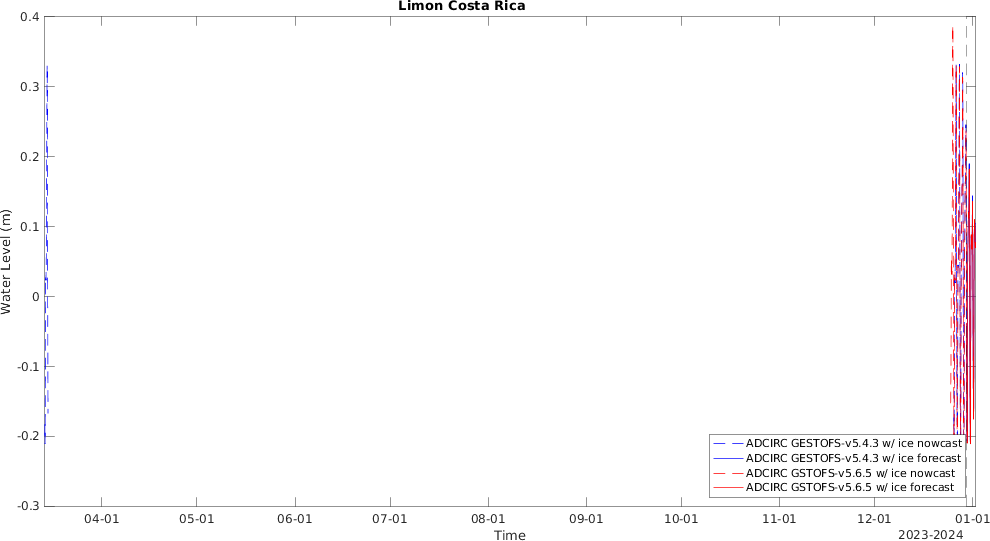 Limon Costa Rica
Water Level (m)
0.4
0.3
0.2
0.1
0
-0.1
-0.2
-0.3
ADCIRC GESTOFS-v5.4.3 w/ ice nowcast
ADCIRC GESTOFS-v5.4.3 w/ ice forecast
ADCIRC GSTOFS-v5.6.5 w/ ice nowcast
ADCIRC GSTOFS-v5.6.5 w/ ice forecast
04-01 05-01 06-01 07-01 08-01 09-01 10-01 11-01 12-01 01-01
Time
2023-2024